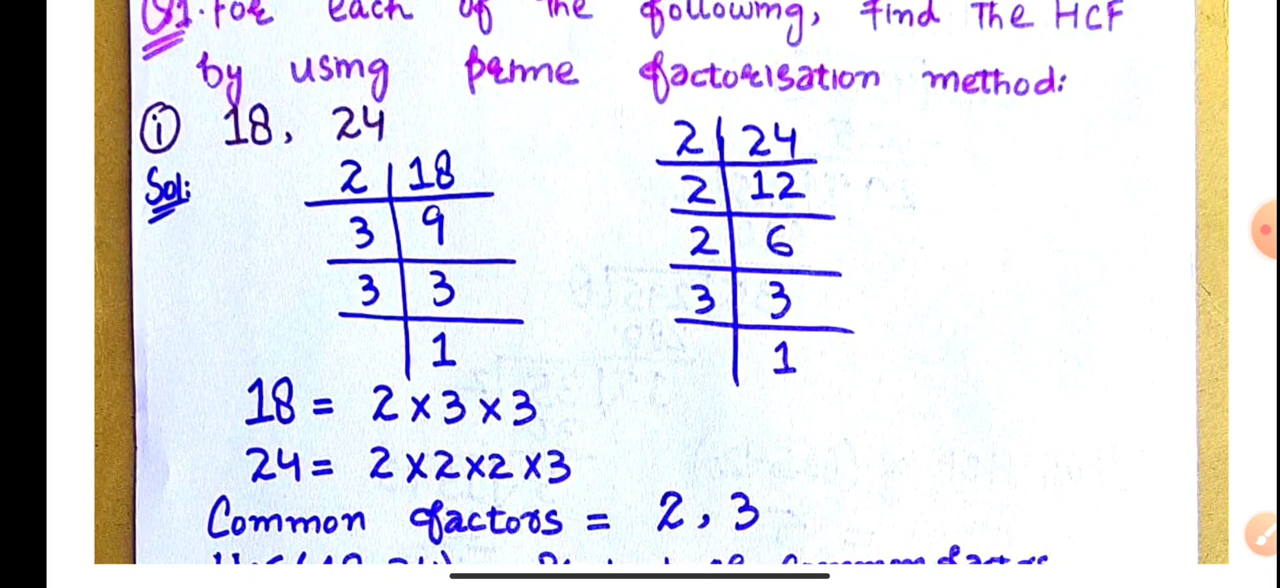 Q1. For each of the following, find The HCF
by using prime factorisation method:
(i) 18, 24
Sol:
2 | 18
3 | 9
3 | 3
1
2 | 24
2 | 12
2 | 6
3 | 3
1
18 = 2 × 3 × 3
24 = 2 × 2 × 2 × 3
Common factors = 2, 3